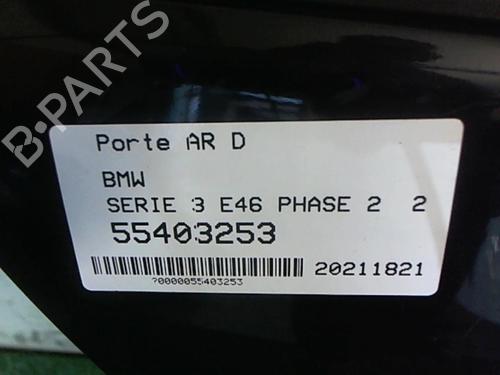 B-PARTS
Porte AR D
BMW
SERIE 3 E46 PHASE 2 2
55403253
20211821
?0000055403253